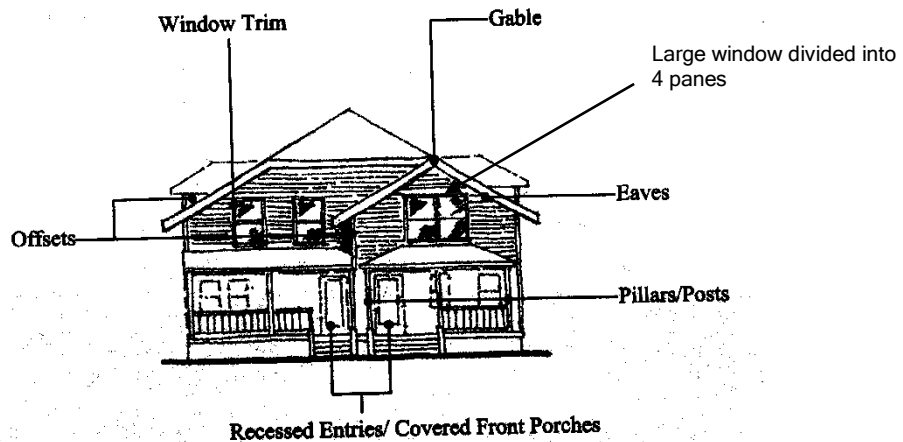 Window Trim
Gable
Large window divided into
4 panes
Eaves
Offsets
Pillars/Posts
Recessed Entries/ Covered Front Porches